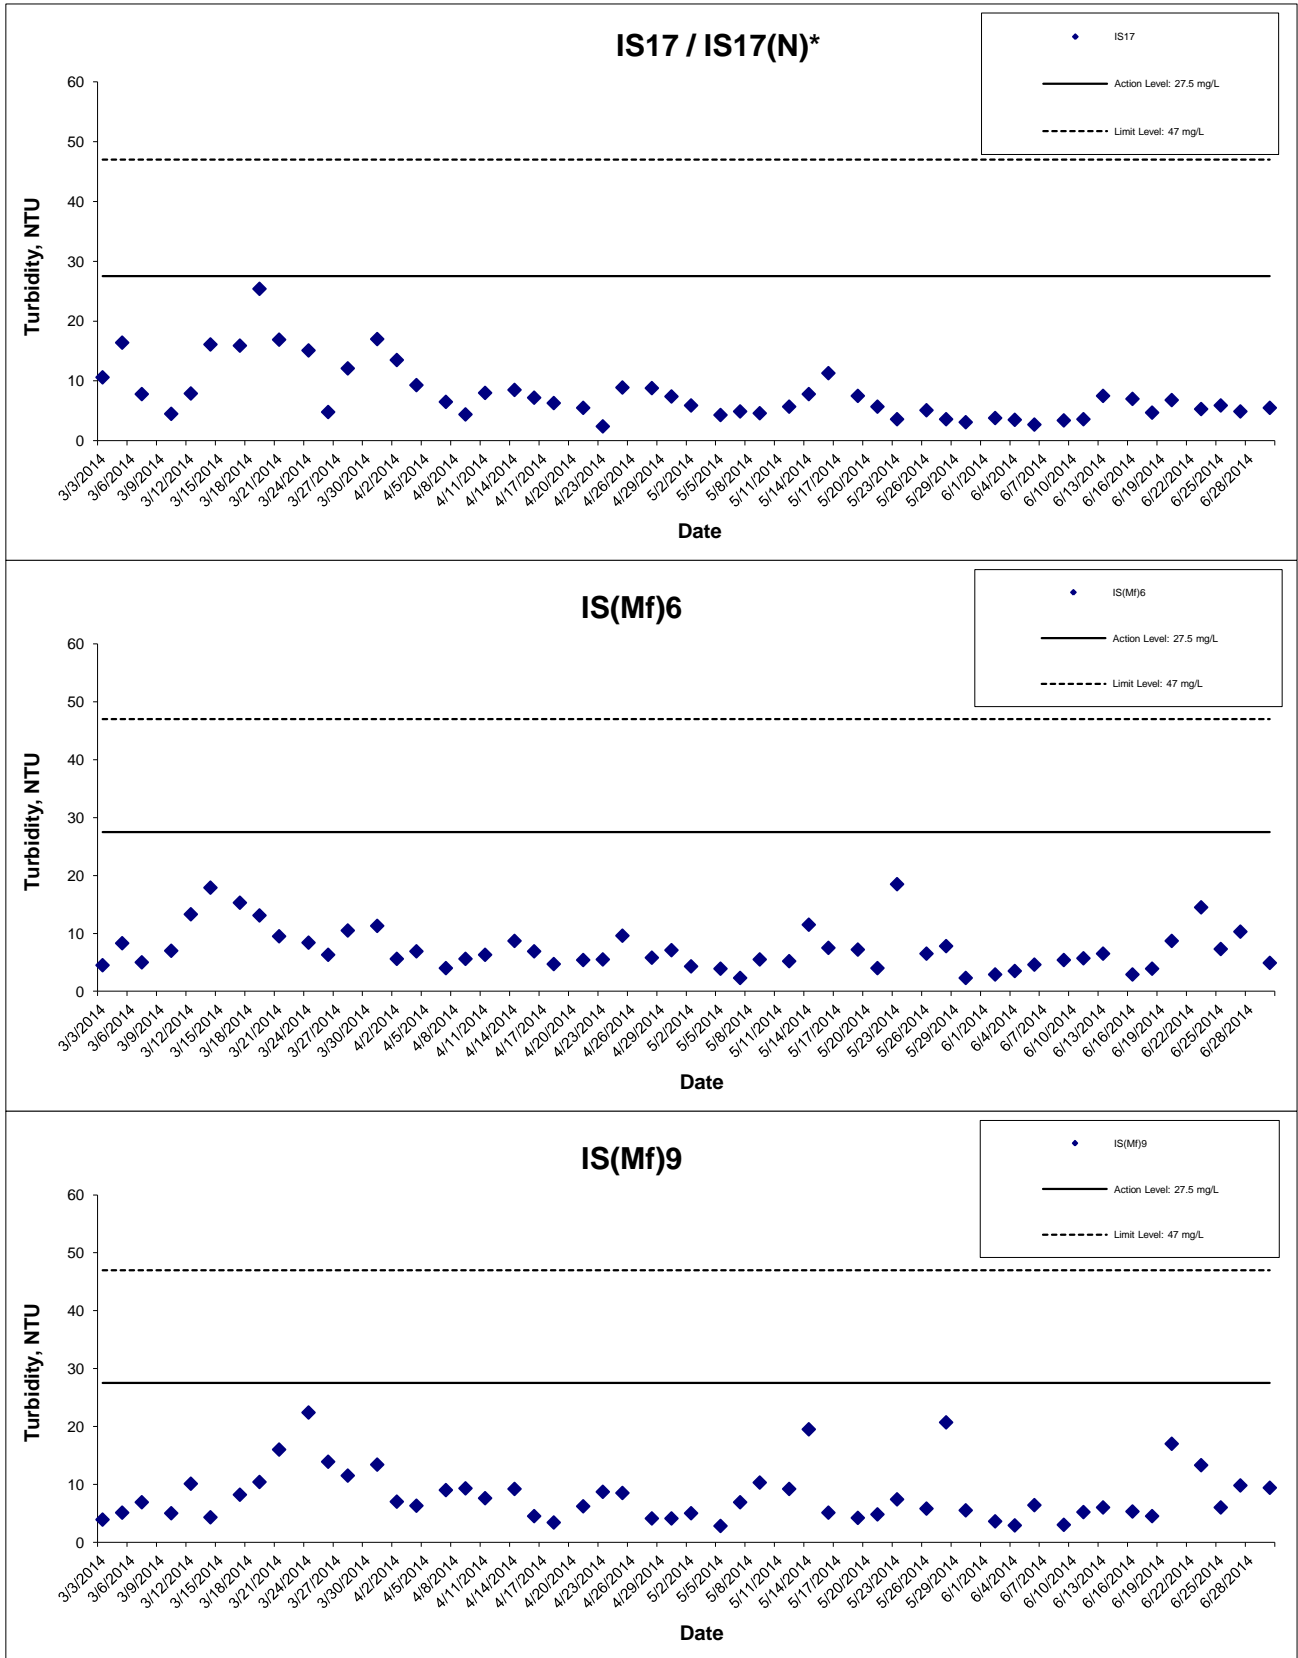 IS17 / IS17(N)*
IS17
Action Level: 27.5 mg/L
Limit Level: 47 mg/L
Turbidity, NTU
60
50
40
30
20
10
0
3/3/2014 3/6/2014 3/9/2014 3/12/2014 3/15/2014 3/18/2014 3/21/2014 3/24/2014 3/27/2014 3/30/2014 4/2/2014 4/5/2014 4/8/2014 4/11/2014 4/14/2014 4/17/2014 4/20/2014 4/23/2014 4/26/2014 4/29/2014 5/2/2014 5/5/2014 5/8/2014 5/11/2014 5/14/2014 5/17/2014 5/20/2014 5/23/2014 5/26/2014 5/29/2014 6/1/2014 6/4/2014 6/7/2014 6/10/2014 6/13/2014 6/16/2014 6/19/2014 6/22/2014 6/25/2014 6/28/2014
Date
IS(Mf)6
IS(Mf)6
Action Level: 27.5 mg/L
Limit Level: 47 mg/L
Turbidity, NTU
60
50
40
30
20
10
0
3/3/2014 3/6/2014 3/9/2014 3/12/2014 3/15/2014 3/18/2014 3/21/2014 3/24/2014 3/27/2014 3/30/2014 4/2/2014 4/5/2014 4/8/2014 4/11/2014 4/14/2014 4/17/2014 4/20/2014 4/23/2014 4/26/2014 4/29/2014 5/2/2014 5/5/2014 5/8/2014 5/11/2014 5/14/2014 5/17/2014 5/20/2014 5/23/2014 5/26/2014 5/29/2014 6/1/2014 6/4/2014 6/7/2014 6/10/2014 6/13/2014 6/16/2014 6/19/2014 6/22/2014 6/25/2014 6/28/2014
Date
IS(Mf)9
IS(Mf)9
Action Level: 27.5 mg/L
Limit Level: 47 mg/L
Turbidity, NTU
60
50
40
30
20
10
0
3/3/2014 3/6/2014 3/9/2014 3/12/2014 3/15/2014 3/18/2014 3/21/2014 3/24/2014 3/27/2014 3/30/2014 4/2/2014 4/5/2014 4/8/2014 4/11/2014 4/14/2014 4/17/2014 4/20/2014 4/23/2014 4/26/2014 4/29/2014 5/2/2014 5/5/2014 5/8/2014 5/11/2014 5/14/2014 5/17/2014 5/20/2014 5/23/2014 5/26/2014 5/29/2014 6/1/2014 6/4/2014 6/7/2014 6/10/2014 6/13/2014 6/16/2014 6/19/2014 6/22/2014 6/25/2014 6/28/2014
Date